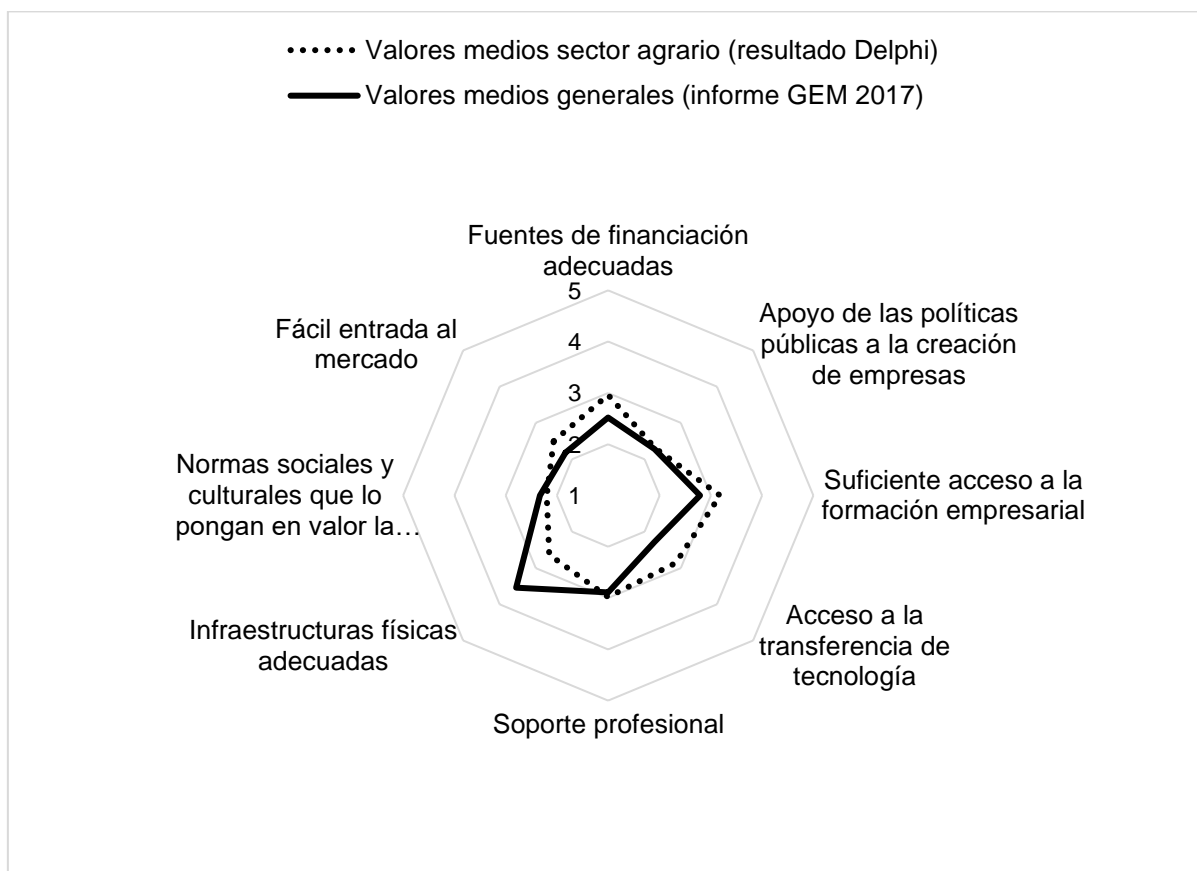 Valores medios sector agrario (resultado Delphi)
Valores medios generales (informe GEM 2017)
Fuentes de financiación
adecuadas
5
4
3
2
1
Apoyo de las políticas
públicas a la creación
de empresas
Suficiente acceso a la
formación empresarial
Acceso a la
transferencia de
tecnología
Soporte profesional
Infraestructuras físicas
adecuadas
Normas sociales y
culturales que lo
pongan en valor la…
Fácil entrada al
mercado